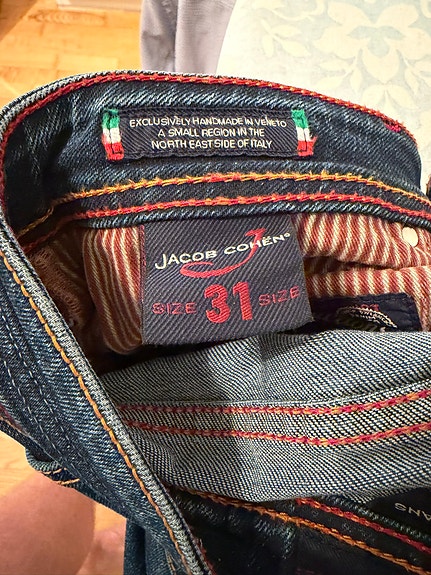 EXCLUSIVELY HANDMADE IN VENETO
A SMALL REGION IN THE
NORTH EAST SIDE OF ITALY
JACOB COHËN®
SIZE 31 SIZE